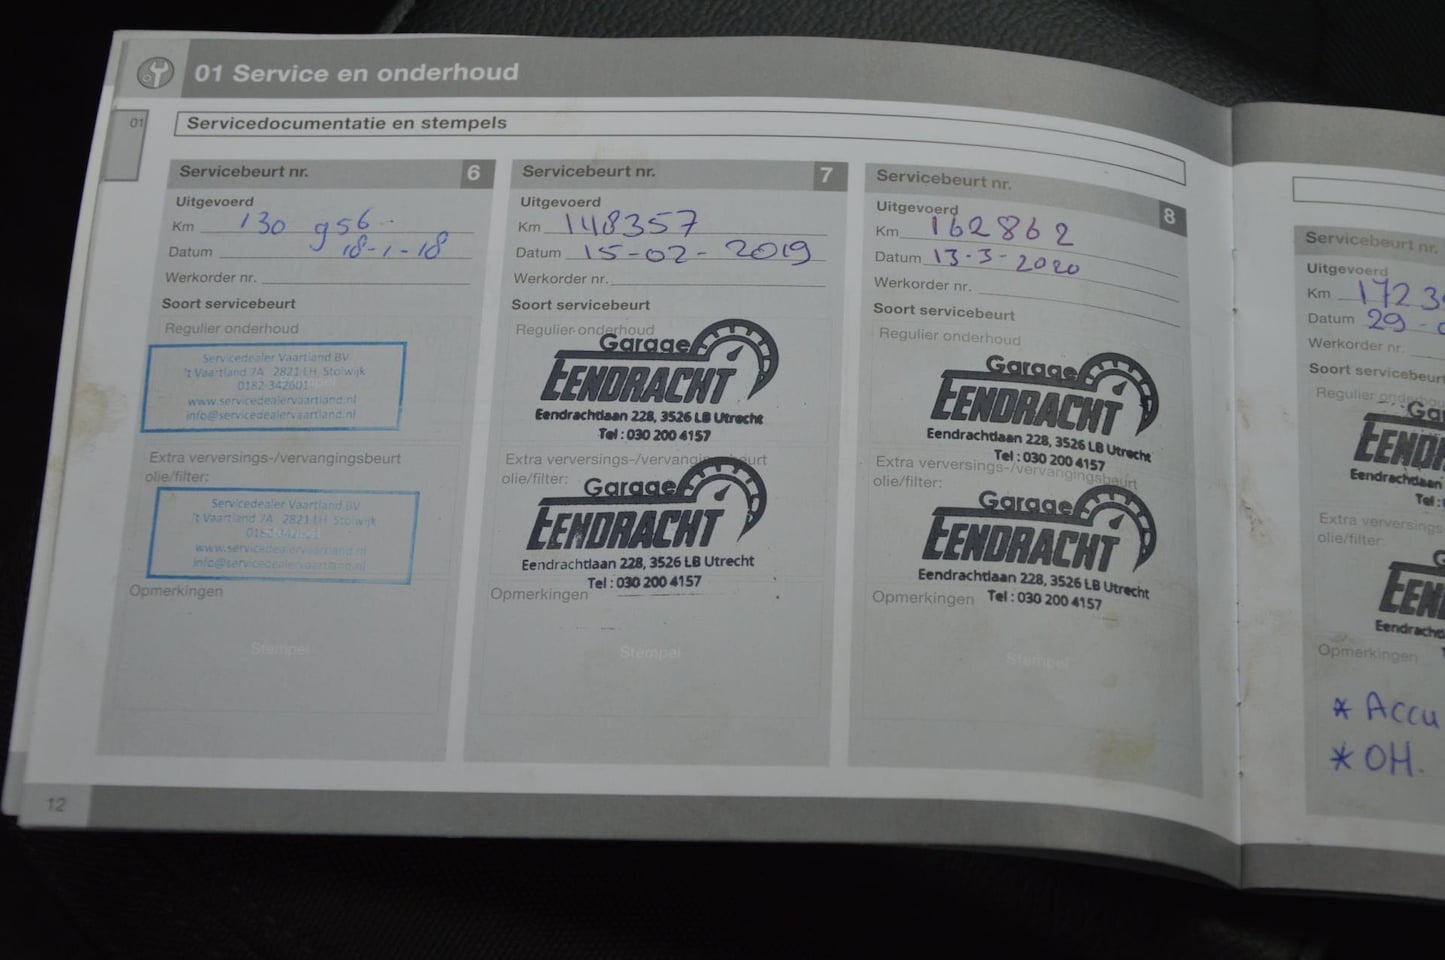 01 Service en onderhoud
01
Servicedocumentatie en stempels
Servicebeurt nr. 6
Uitgevoerd
Km 130 956
Datum 18-1-18
Werkorder nr.
Soort servicebeurt
Regulier onderhoud
Servicedealer Vaartland BV
't Vaartland 7A 2821 LH Stolwijk
0182-342601
www.servicedealervaartland.nl
info@servicedealervaartland.nl
Extra verversings-/vervangingsbeurt
olie/filter:
Servicedealer Vaartland BV
't Vaartland 7A 2821 LH Stolwijk
www.servicedealervaartland.nl
info@servicedealervaartland.nl
Opmerkingen
Stempel
12
Servicebeurt nr. 7
Uitgevoerd
Km 148357
Datum 15-02-2019
Werkorder nr.
Soort servicebeurt
Regulier onderhoud
Garage
EENDRACHT
Eendrachtlaan 228, 3526 LB Utrecht
Tel : 030 200 4157
Extra verversings-/vervangingsbeurt
olie/filter:
Garage
EENDRACHT
Eendrachtlaan 228, 3526 LB Utrecht
Tel : 030 200 4157
Opmerkingen
Stempel
Servicebeurt nr. 8
Uitgevoerd
Km 162862
Datum 13-3-2020
Werkorder nr.
Soort servicebeurt
Regulier onderhoud
Garage
EENDRACHT
Eendrachtlaan 228, 3526 LB Utrecht
Tel : 030 200 4157
Extra verversings-/vervangingsbeurt
olie/filter:
Garage
EENDRACHT
Eendrachtlaan 228, 3526 LB Utrecht
Tel : 030 200 4157
Opmerkingen
Stempel
Servicebeurt nr.
Uitgevoerd
Km 1723
Datum 29-
Werkorder nr.
Soort servicebeurt
Regulier
Eendrachtlaan
Extra verversings
olie/filter:
Opmerkingen
* Accu
* OH.